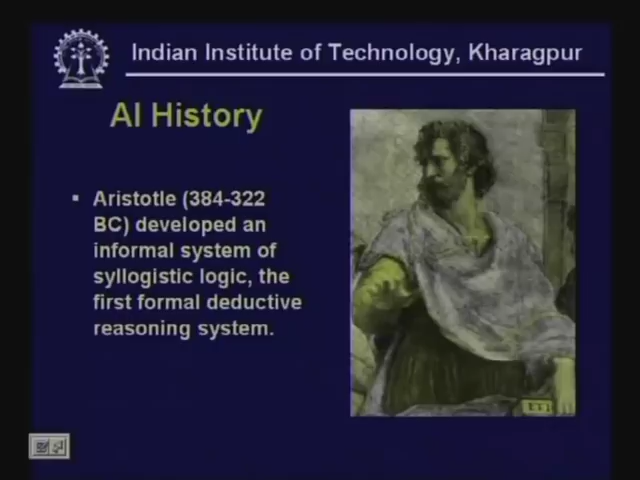 Indian Institute of Technology, Kharagpur
AI History
▪ Aristotle (384-322
BC) developed an
informal system of
syllogistic logic, the
first formal deductive
reasoning system.
ETI